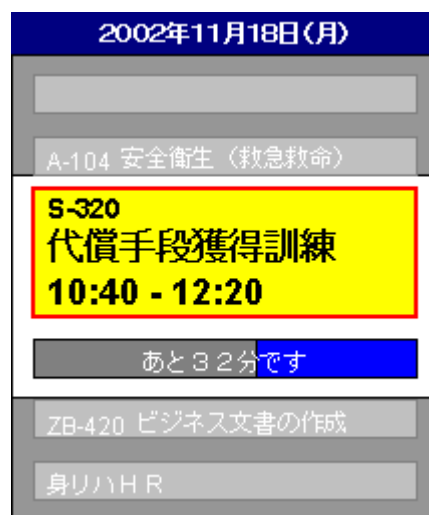 2002年11月18日(月)
A-104 安全衛生（救急救命）
S-320
代償手段獲得訓練
10:40 - 12:20
あと３２分です
ZB-420 ビジネス文書の作成
身リハＨＲ